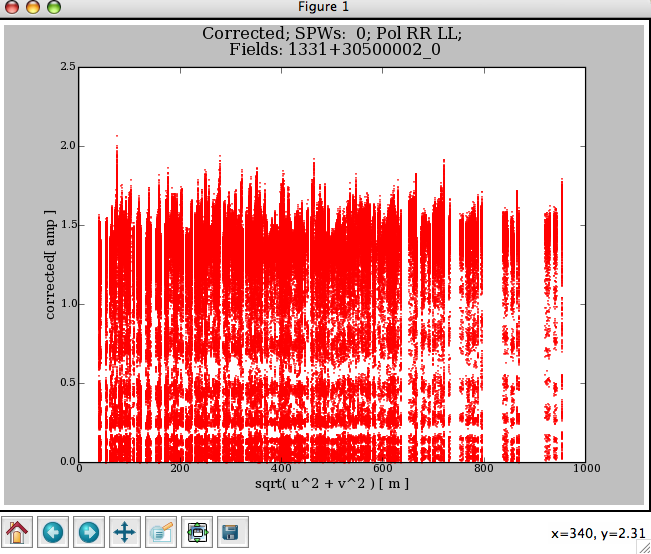 Figure 1
Corrected; SPWs:  0; Pol RR LL;
Fields: 1331+30500002_0
2.5
2.0
1.5
1.0
0.5
0.0
corrected[ amp ]
0
200
400
600
800
1000
sqrt( u^2 + v^2 ) [ m ]
x=340, y=2.31